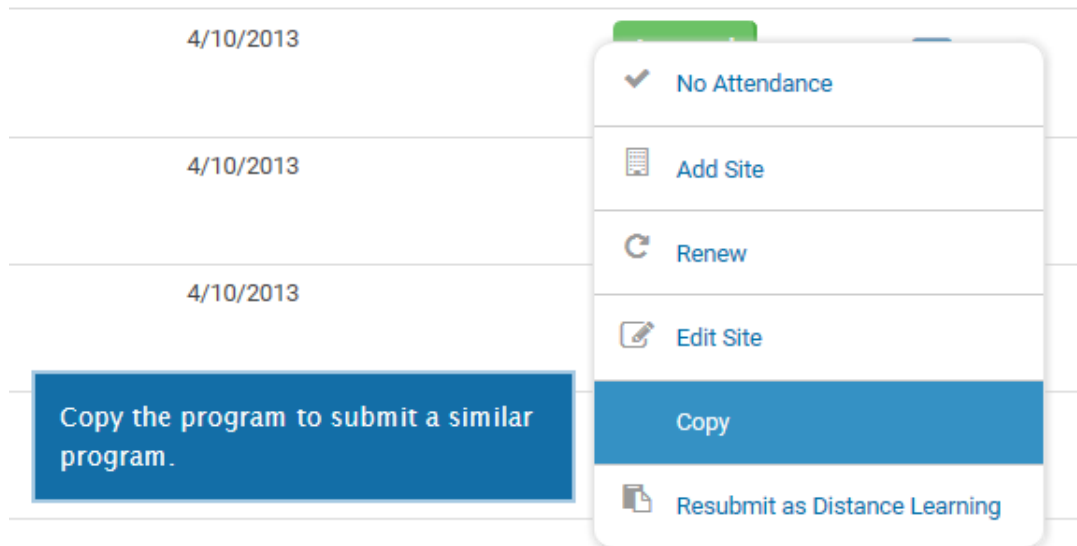 4/10/2013
No Attendance
4/10/2013
Add Site
Renew
4/10/2013
Edit Site
Copy the program to submit a similar
program.
Copy
Resubmit as Distance Learning